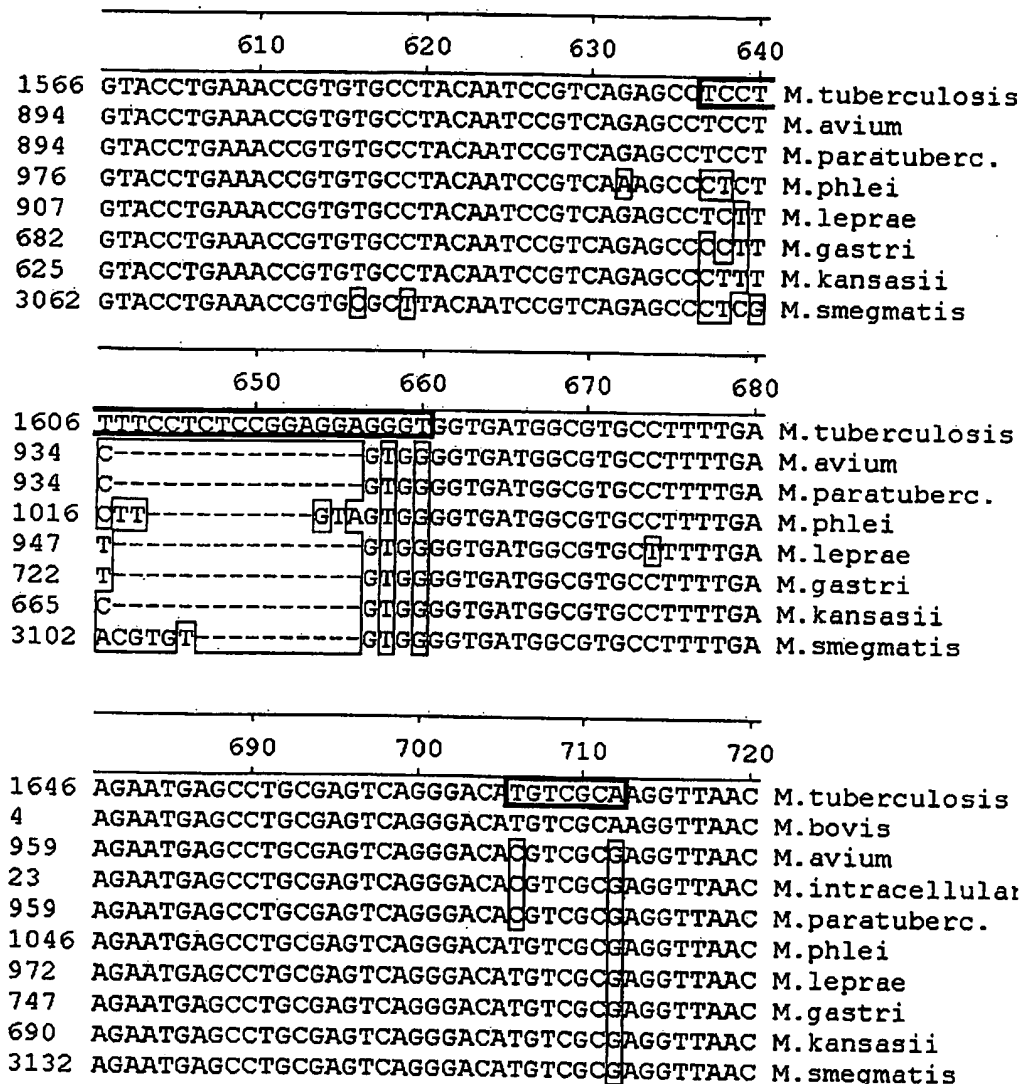 610 620 630 640
1566 GTACCTGAAACCGTGTGCCTACAATCCGTCAGAGCCTCCT M.tuberculosis
894 GTACCTGAAACCGTGTGCCTACAATCCGTCAGAGCCTCCT M.avium
894 GTACCTGAAACCGTGTGCCTACAATCCGTCAGAGCCTCCT M.paratuberc.
976 GTACCTGAAACCGTGTGCCTACAATCCGTCAAAGCCCTCT M.phlei
907 GTACCTGAAACCGTGTGCCTACAATCCGTCAGAGCCTCTT M.leprae
682 GTACCTGAAACCGTGTGCCTACAATCCGTCAGAGCCCCTT M.gastri
625 GTACCTGAAACCGTGTGCCTACAATCCGTCAGAGCCCTTT M.kansasii
3062 GTACCTGAAACCGTGCGCTTACAATCCGTCAGAGCCCTCG M.smegmatis
650 660 670 680
1606 TTTCCTCTCCGGAGGAGGGTGGTGATGGCGTGCCTTTTGA M.tuberculosis
934 C---------------GTGGGGTGATGGCGTGCCTTTTGA M.avium
934 C---------------GTGGGGTGATGGCGTGCCTTTTGA M.paratuberc.
1016 CTT----------GTAGTGGGGTGATGGCGTGCCTTTTGA M.phlei
947 T---------------GTGGGGTGATGGCGTGCTTTTTGA M.leprae
722 T---------------GTGGGGTGATGGCGTGCCTTTTGA M.gastri
665 C---------------GTGGGGTGATGGCGTGCCTTTTGA M.kansasii
3102 ACGTGT----------GTGGGGTGATGGCGTGCCTTTTGA M.smegmatis
690 700 710 720
1646 AGAATGAGCCTGCGAGTCAGGGACATGTCGCAAGGTTAAC M.tuberculosis
4 AGAATGAGCCTGCGAGTCAGGGACATGTCGCAAGGTTAAC M.bovis
959 AGAATGAGCCTGCGAGTCAGGGACACGTCGCGAGGTTAAC M.avium
23 AGAATGAGCCTGCGAGTCAGGGACACGTCGCGAGGTTAAC M.intracellular
959 AGAATGAGCCTGCGAGTCAGGGACACGTCGCGAGGTTAAC M.paratuberc.
1046 AGAATGAGCCTGCGAGTCAGGGACATGTCGCGAGGTTAAC M.phlei
972 AGAATGAGCCTGCGAGTCAGGGACATGTCGCGAGGTTAAC M.leprae
747 AGAATGAGCCTGCGAGTCAGGGACATGTCGCGAGGTTAAC M.gastri
690 AGAATGAGCCTGCGAGTCAGGGACATGTCGCGAGGTTAAC M.kansasii
3132 AGAATGAGCCTGCGAGTCAGGGACATGTCGCGAGGTTAAC M.smegmatis